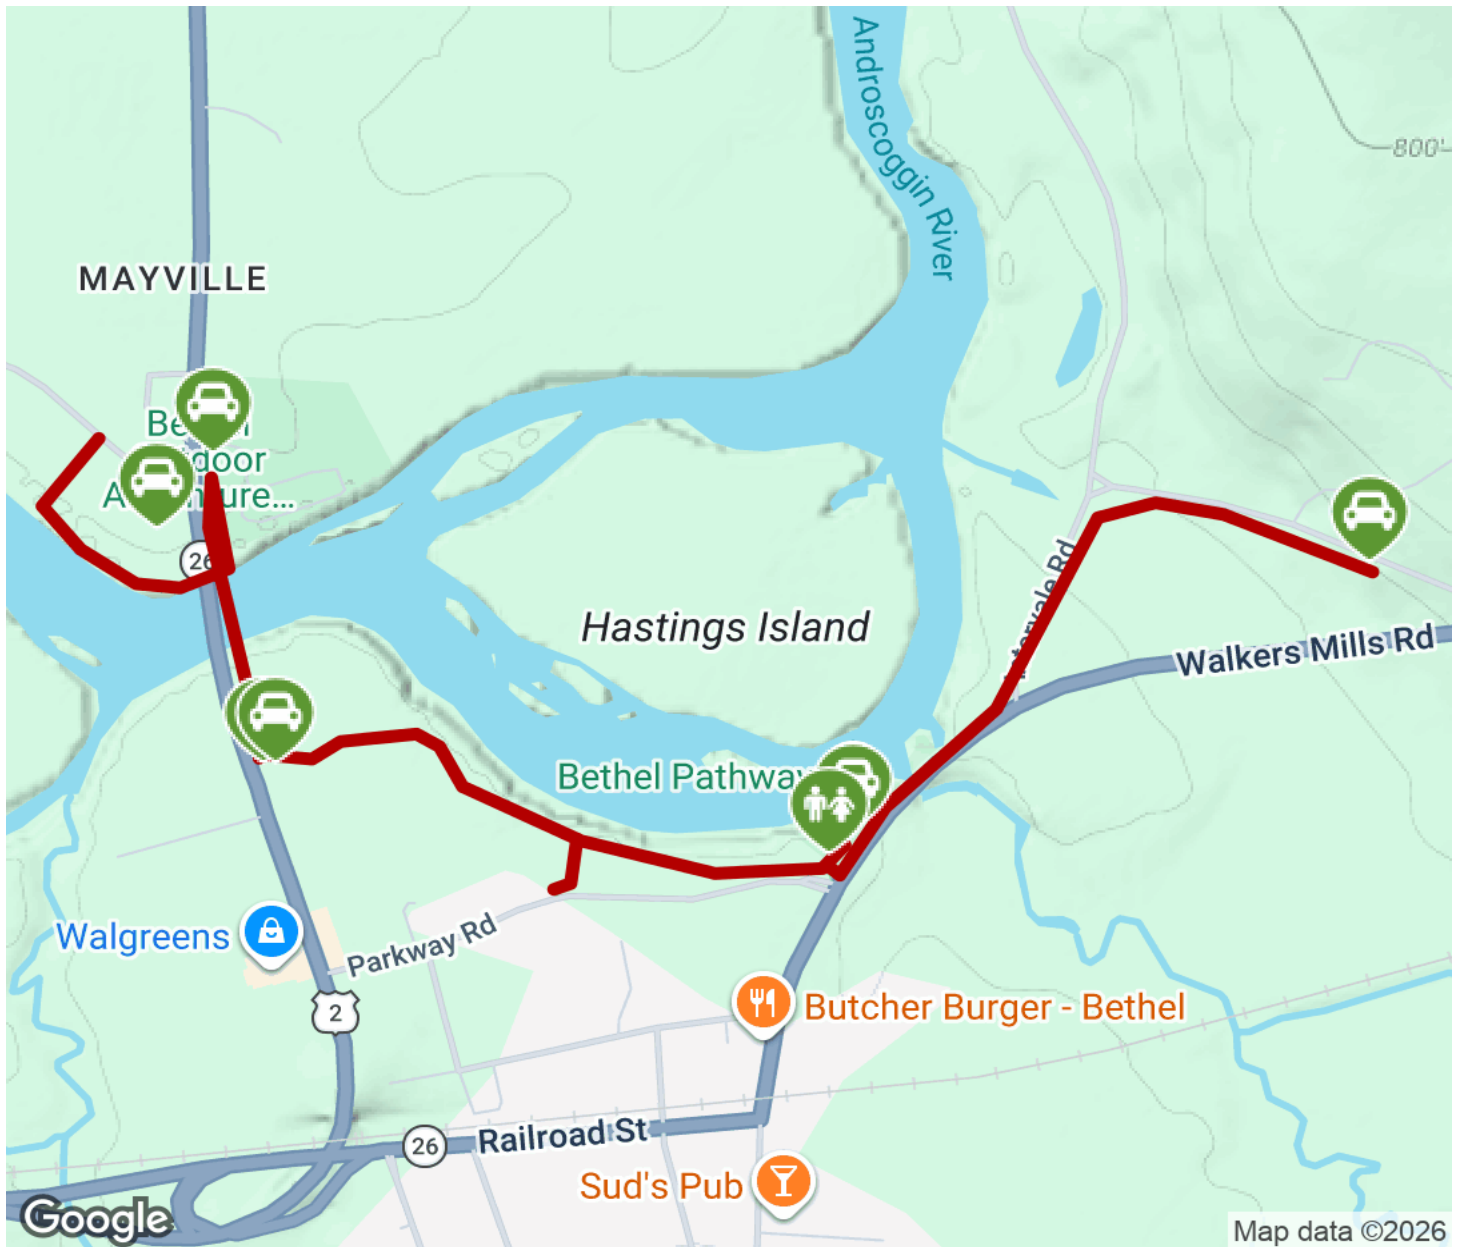 Androscoggin River
800'
MAYVILLE
26
Hastings Island
Walkers Mills Rd
Bethel Pathway
Walgreens
Parkway Rd
2
Butcher Burger - Bethel
26
Railroad St
Sud's Pub
Google
Map data ©2026